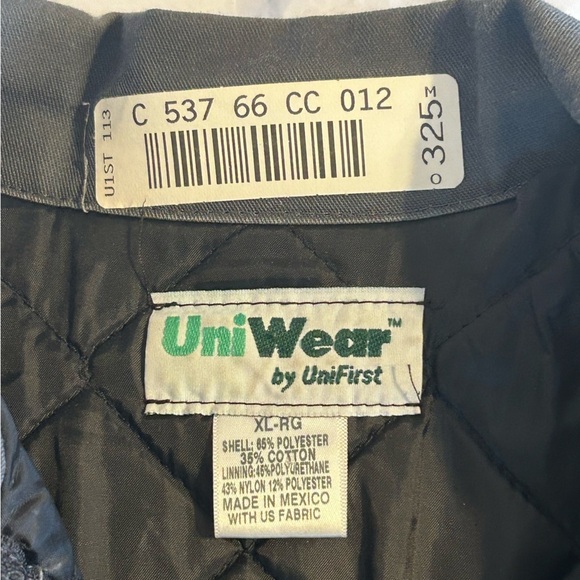 C 537 66 CC 012
U1ST 113
325M
O
UniWear™
by UniFirst
XL-RG
SHELL: 65% POLYESTER
35% COTTON
LINNING:45%POLYURETHANE
43% NYLON 12% POLYESTER
MADE IN MEXICO
WITH US FABRIC